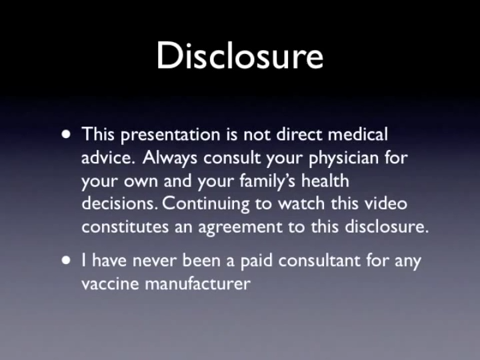 Disclosure
• This presentation is not direct medical
advice. Always consult your physician for
your own and your family's health
decisions. Continuing to watch this video
constitutes an agreement to this disclosure.
• I have never been a paid consultant for any
vaccine manufacturer